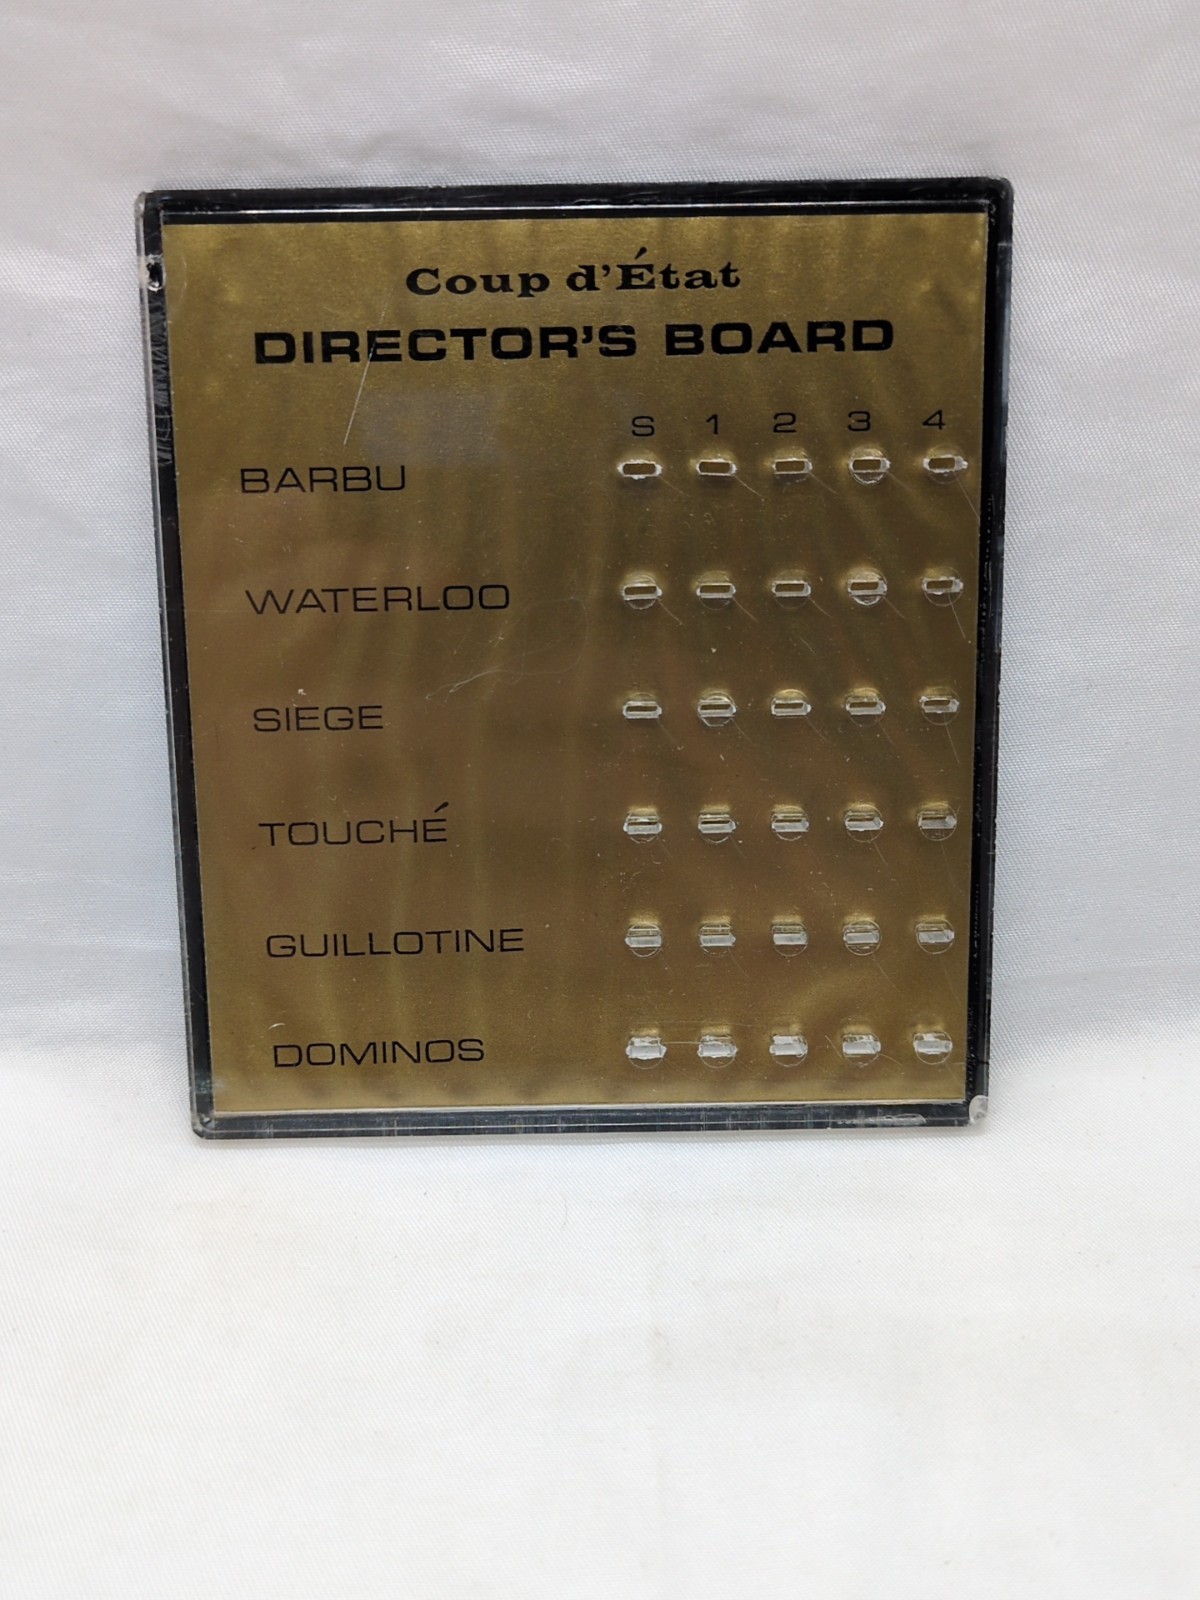 Coup d'État
DIRECTOR'S BOARD
S 1 2 3 4
BARBU
WATERLOO
SIEGE
TOUCHÉ
GUILLOTINE
DOMINOS